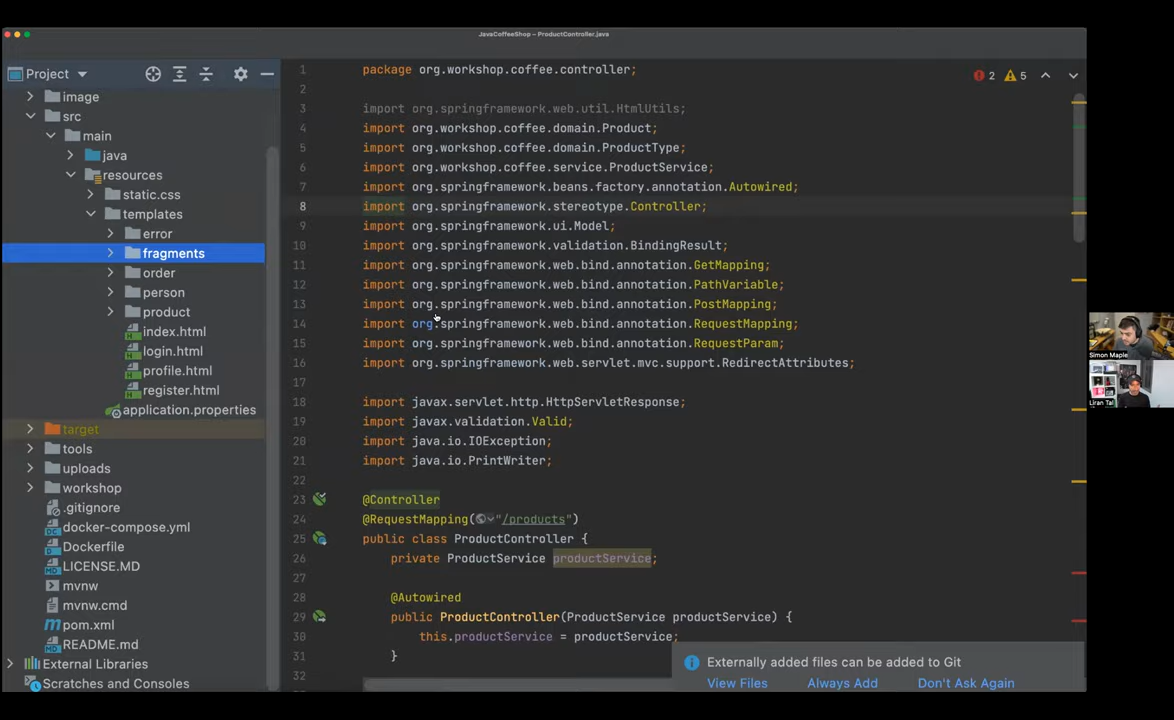 JavaCoffeeShop – ProductController.java
Project
image
src
main
java
resources
static.css
templates
error
fragments
order
person
product
index.html
login.html
profile.html
register.html
application.properties
target
tools
uploads
workshop
.gitignore
docker-compose.yml
Dockerfile
LICENSE.MD
mvnw
mvnw.cmd
pom.xml
README.md
External Libraries
Scratches and Consoles
2 5
1 package org.workshop.coffee.controller;
2
3 import org.springframework.web.util.HtmlUtils;
4 import org.workshop.coffee.domain.Product;
5 import org.workshop.coffee.domain.ProductType;
6 import org.workshop.coffee.service.ProductService;
7 import org.springframework.beans.factory.annotation.Autowired;
8 import org.springframework.stereotype.Controller;
9 import org.springframework.ui.Model;
10 import org.springframework.validation.BindingResult;
11 import org.springframework.web.bind.annotation.GetMapping;
12 import org.springframework.web.bind.annotation.PathVariable;
13 import org.springframework.web.bind.annotation.PostMapping;
14 import org.springframework.web.bind.annotation.RequestMapping;
15 import org.springframework.web.bind.annotation.RequestParam;
16 import org.springframework.web.servlet.mvc.support.RedirectAttributes;
17
18 import javax.servlet.http.HttpServletResponse;
19 import javax.validation.Valid;
20 import java.io.IOException;
21 import java.io.PrintWriter;
22
23 @Controller
24 @RequestMapping("/products")
25 public class ProductController {
26 private ProductService productService;
27
28 @Autowired
29 public ProductController(ProductService productService) {
30 this.productService = productService;
31 }
32
Externally added files can be added to Git
View Files Always Add Don't Ask Again
Simon Maple
Liran Tal